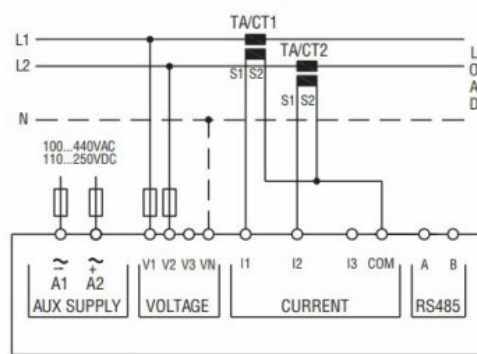 TA/CT1
L1
TA/CT2
L2
S1 S2
LOAD
S1 S2
N
100...440VAC
110...250VDC
V1 V2 V3 VN I1 I2 I3 COM A B
A1 A2
AUX SUPPLY VOLTAGE CURRENT RS485